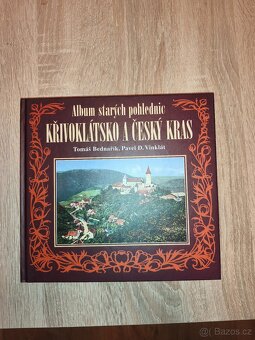 Album starých pohlednic
KŘIVOKLÁTSKO A ČESKÝ KRAS
Tomáš Bednařík, Pavel D. Vinklát
Bazos.cz